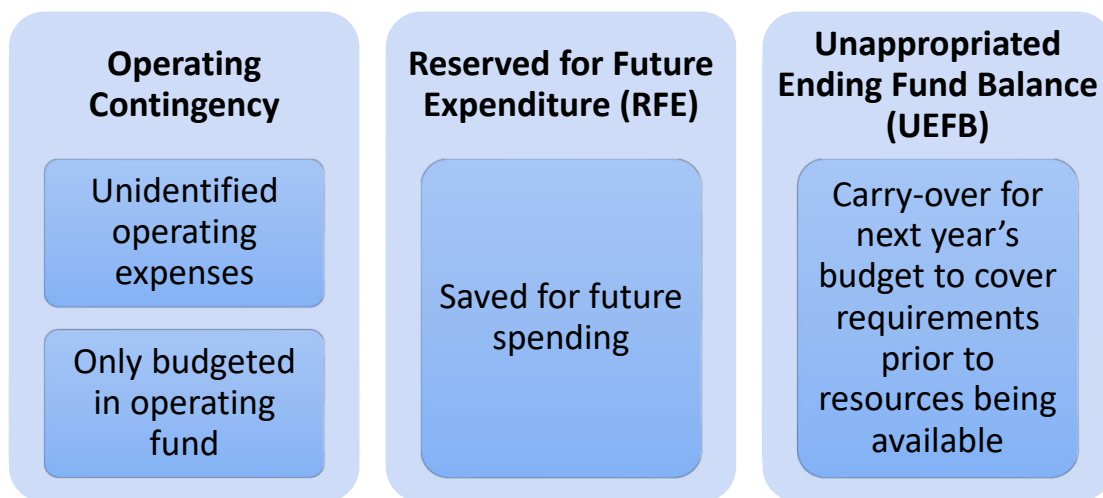 Operating
Contingency
Unidentified
operating
expenses
Only budgeted
in operating
fund
Reserved for Future
Expenditure (RFE)
Saved for future
spending
Unappropriated
Ending Fund Balance
(UEFB)
Carry-over for
next year’s
budget to cover
requirements
prior to
resources being
available